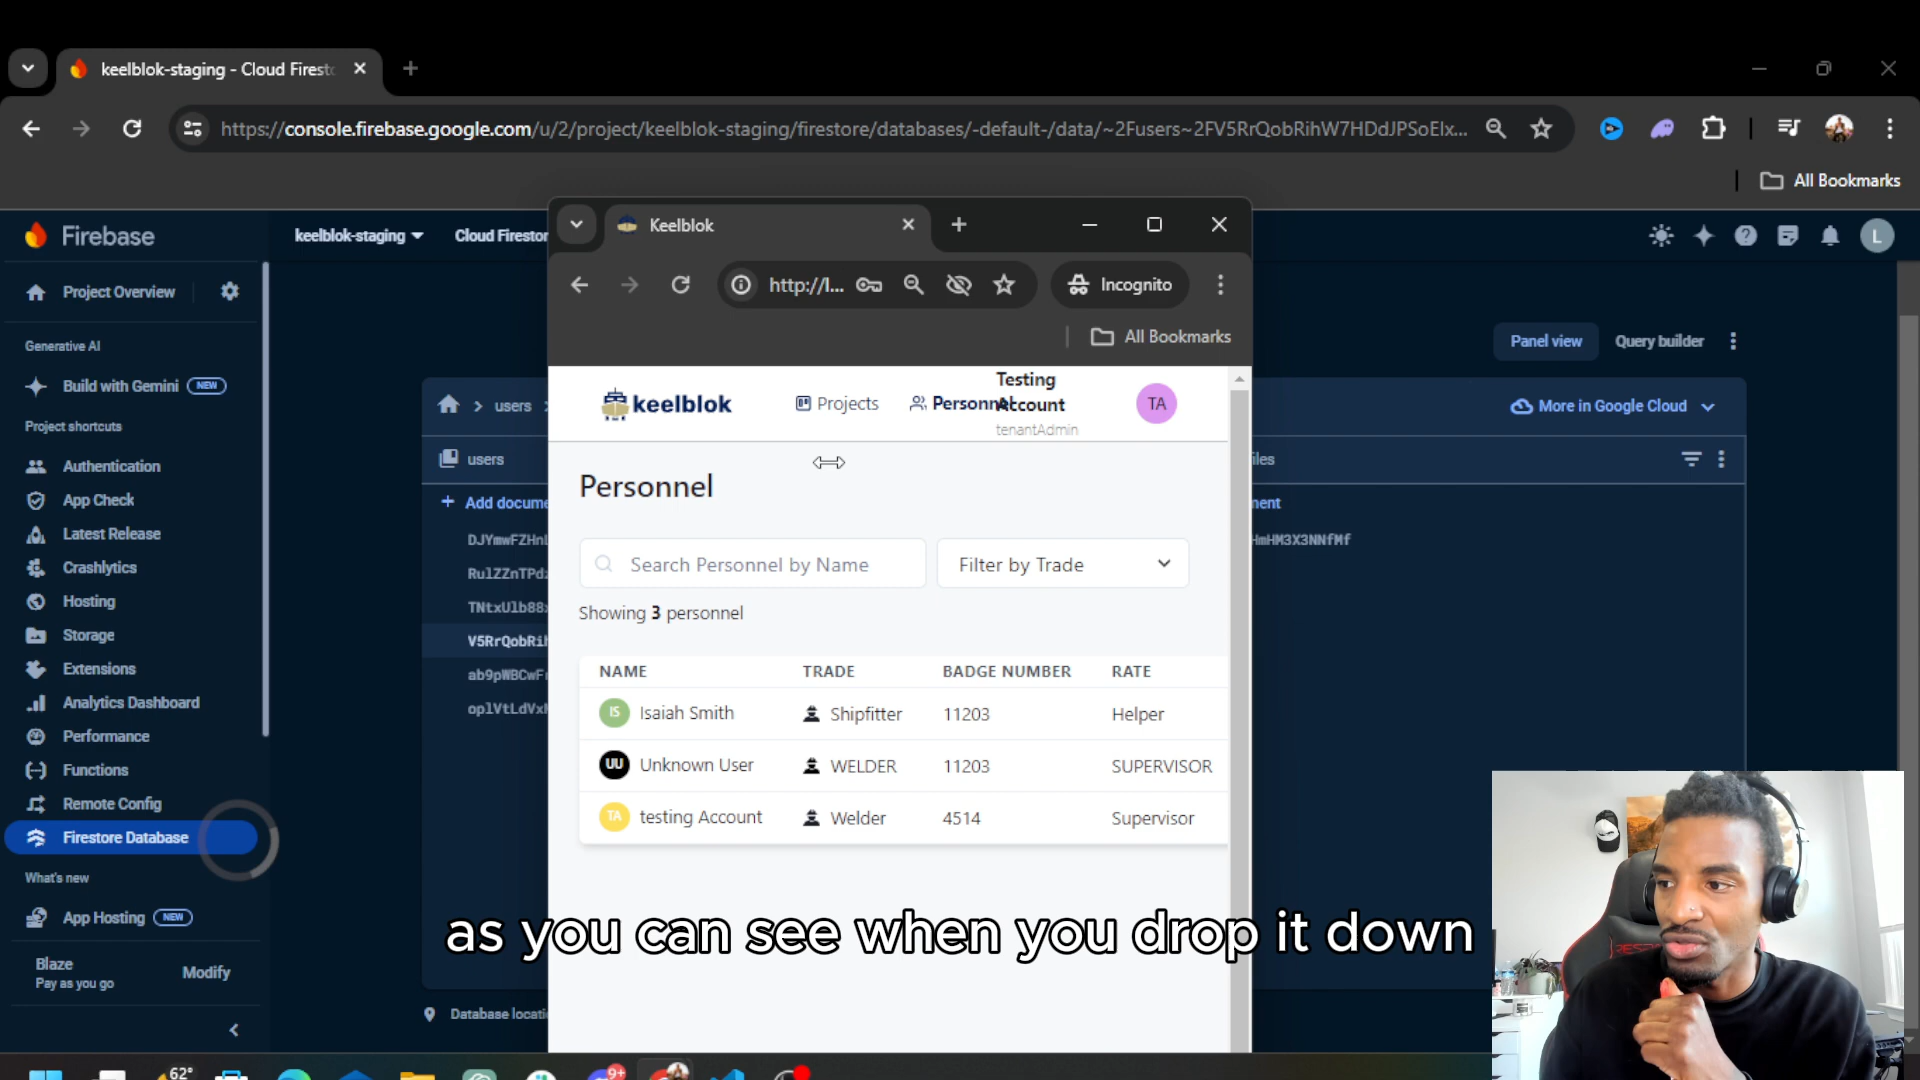 keelblok-staging - Cloud Firest
https://console.firebase.google.com/u/2/project/keelblok-staging/firestore/databases/-default-/data/~2Fusers~2FV5RrQobRihW7HDdJPSoElx...
All Bookmarks
Firebase
keelblok-staging
Cloud Firestor
L
Project Overview
Generative AI
Build with Gemini NEW
Project shortcuts
Authentication
App Check
Latest Release
Crashlytics
Hosting
Storage
Extensions
Analytics Dashboard
Performance
Functions
Remote Config
Firestore Database
What's new
App Hosting NEW
Blaze
Pay as you go
Modify
Panel view
Query builder
users
More in Google Cloud
users
iles
Add docume
ment
DJYmwFZHn
mHM3X3NNfMf
RulZZnTPd
TNtxUlb88
V5RrQobRi
ab9pWBCwF
oplVtLdVx
Database locati
Keelblok
http://l...
Incognito
All Bookmarks
keelblok
Projects
Personnel
Testing
Account
tenantAdmin
TA
Personnel
Search Personnel by Name
Filter by Trade
Showing 3 personnel
NAME TRADE BADGE NUMBER RATE
IS Isaiah Smith Shipfitter 11203 Helper
UU Unknown User WELDER 11203 SUPERVISOR
TA testing Account Welder 4514 Supervisor
as you can see when you drop it down
62°
9+